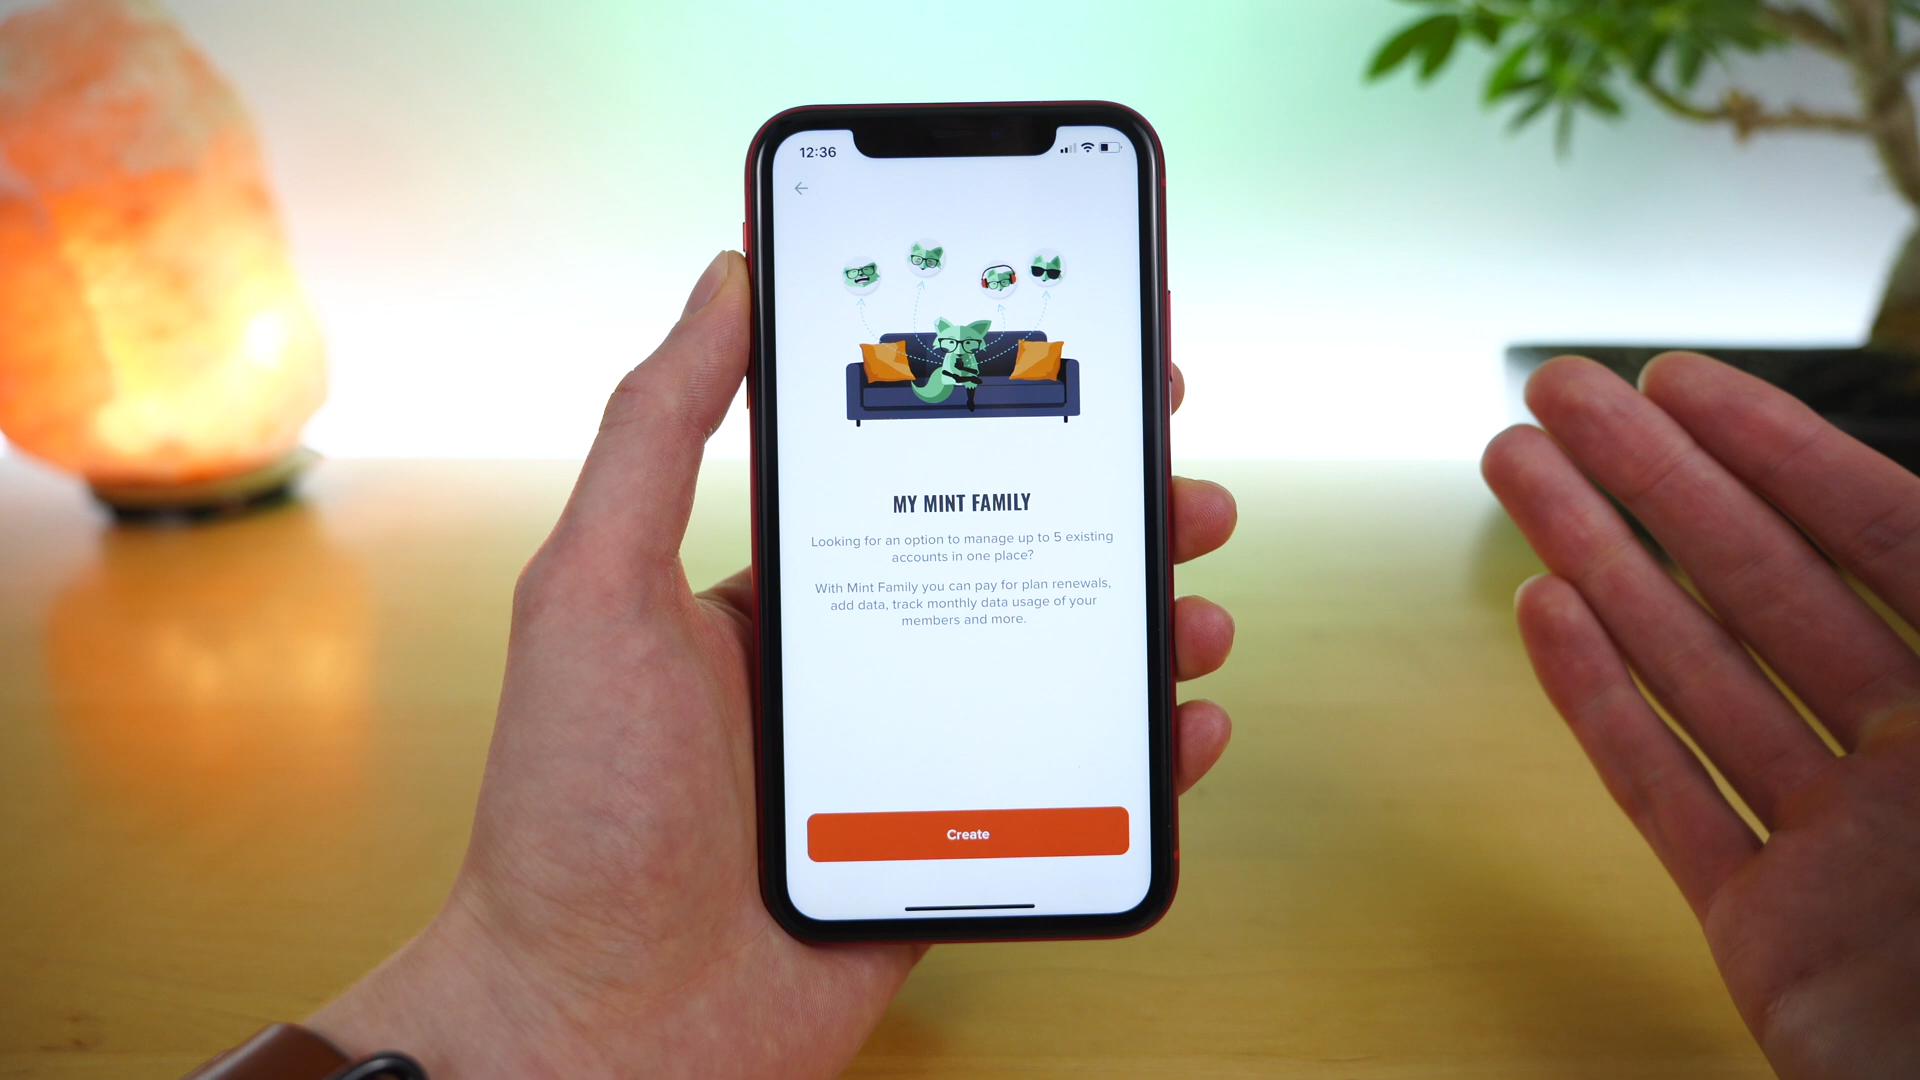 12:36
MY MINT FAMILY
Looking for an option to manage up to 5 existing
accounts in one place?
With Mint Family you can pay for plan renewals,
add data, track monthly data usage of your
members and more.
Create